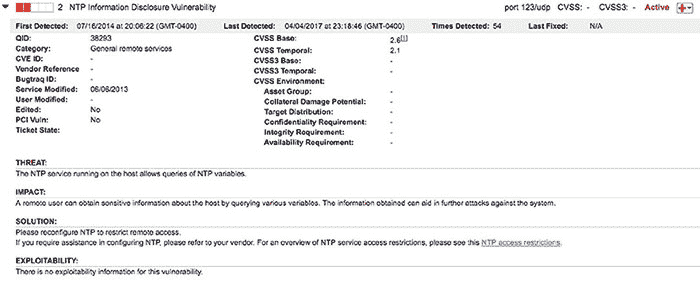 2 NTP Information Disclosure Vulnerability port 123/udp CVSS: - CVSS3: - Active
First Detected: 07/16/2014 at 20:06:22 (GMT-0400) Last Detected: 04/04/2017 at 23:18:46 (GMT-0400) Times Detected: 54 Last Fixed: N/A
QID: 38293 CVSS Base: 2.6[1]
Category: General remote services CVSS Temporal: 2.1
CVE ID: - CVSS3 Base: -
Vendor Reference - CVSS3 Temporal: -
Bugtraq ID: - CVSS Environment:
Service Modified: 06/06/2013 Asset Group: -
User Modified: - Collateral Damage Potential: -
Edited: No Target Distribution: -
PCI Vuln: No Confidentiality Requirement: -
Ticket State: Integrity Requirement: -
Availability Requirement: -
THREAT:
The NTP service running on the host allows queries of NTP variables.
IMPACT:
A remote user can obtain sensitive information about the host by querying various variables. The information obtained can aid in further attacks against the system.
SOLUTION:
Please reconfigure NTP to restrict remote access.
If you require assistance in configuring NTP, please refer to your vendor. For an overview of NTP service access restrictions, please see this NTP access restrictions.
EXPLOITABILITY:
There is no exploitability information for this vulnerability.